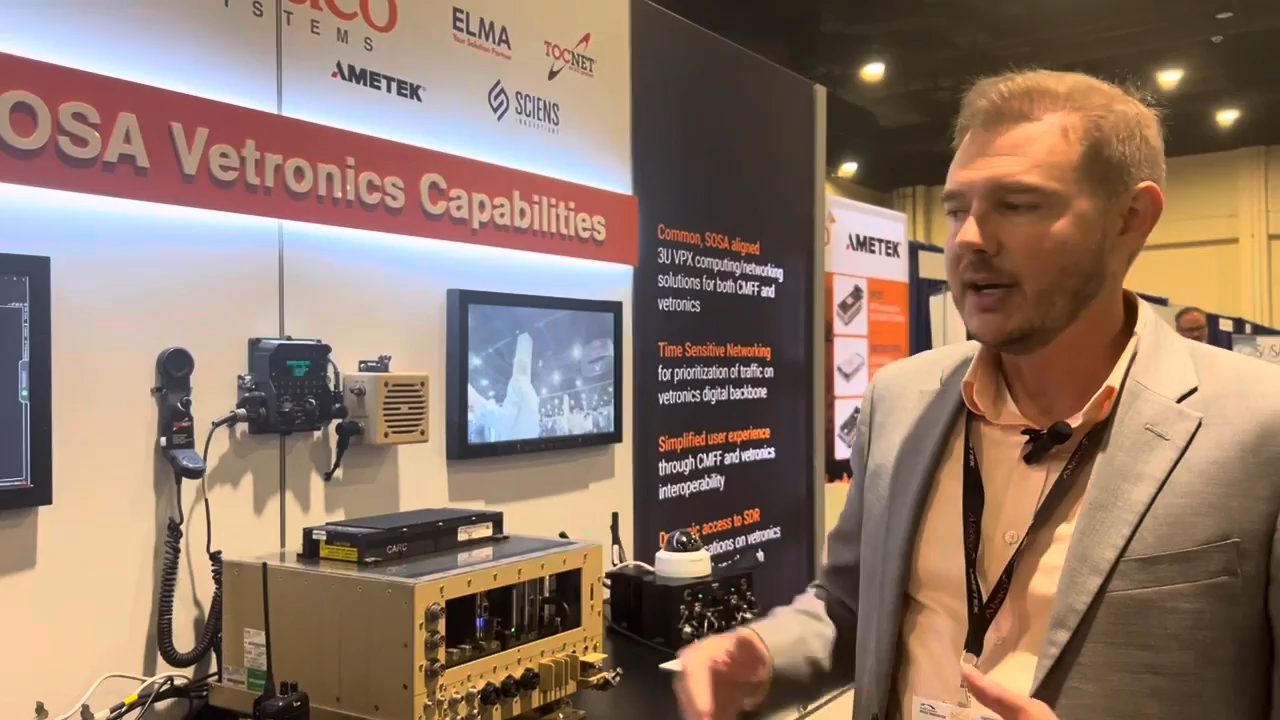 SYSTEMS
ELMA
Your Solution Partner
TOCNET
AMETEK
SCIENS
INNOVATIONS
OSA Vetronics Capabilities
Common, SOSA aligned
3U VPX computing/networking
solutions for both CMFF and
vetronics
Time Sensitive Networking
for prioritization of traffic on
vetronics digital backbone
Simplified user experience
through CMFF and vetronics
interoperability
access to SDR
on vetronics
AMETEK
CARC